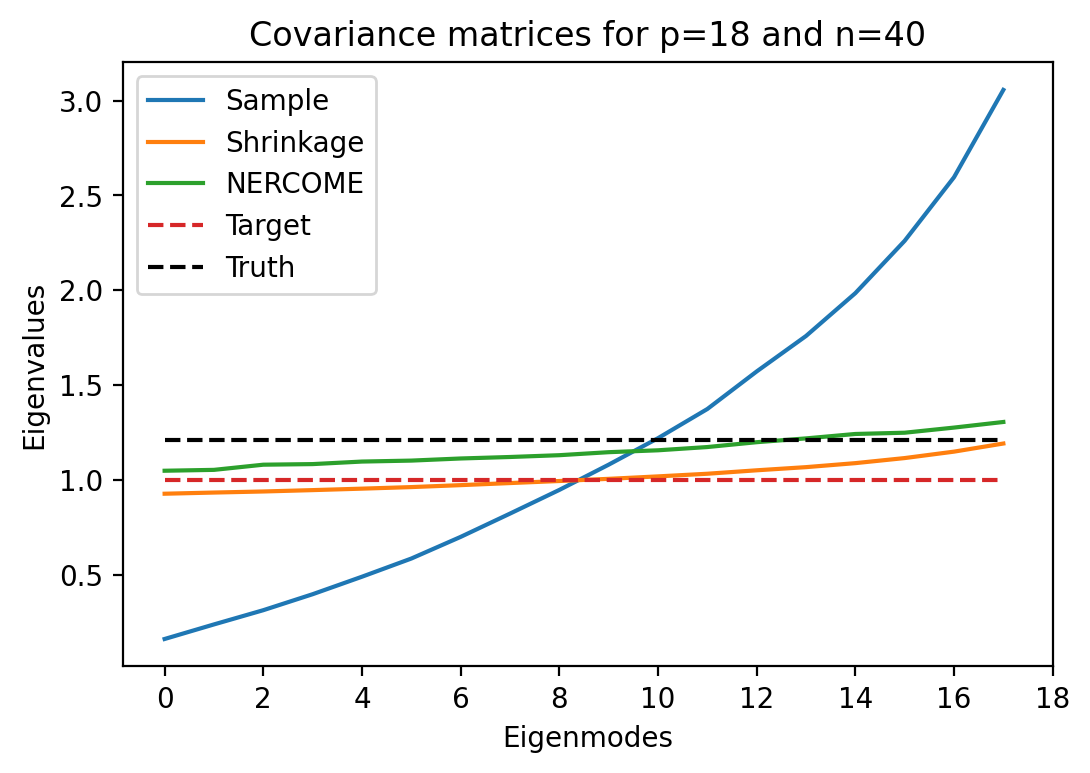 Covariance matrices for p=18 and n=40
Sample
Shrinkage
NERCOME
Target
Truth
Eigenvalues
3.0
2.5
2.0
1.5
1.0
0.5
0 2 4 6 8 10 12 14 16 18
Eigenmodes